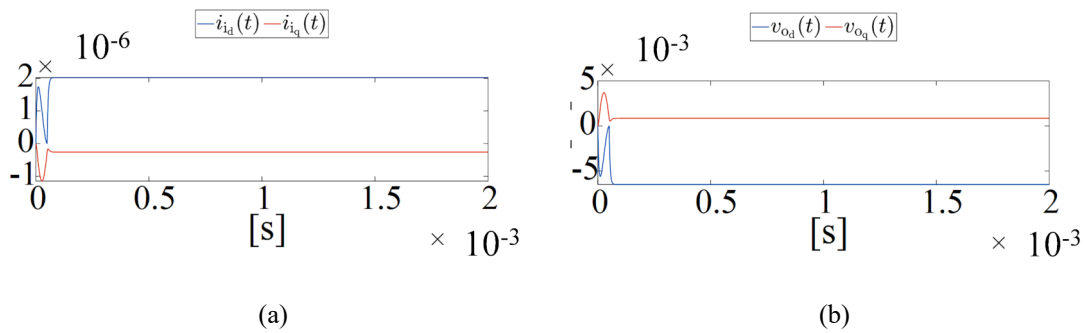 i_{i_d}(t) i_{i_q}(t)
× 10^{-6}
2
1
0
-1
0 0.5 1 1.5 2
[s]
× 10^{-3}
(a)
v_{o_d}(t) v_{o_q}(t)
× 10^{-3}
5
0
-5
0 0.5 1 1.5 2
[s]
× 10^{-3}
(b)